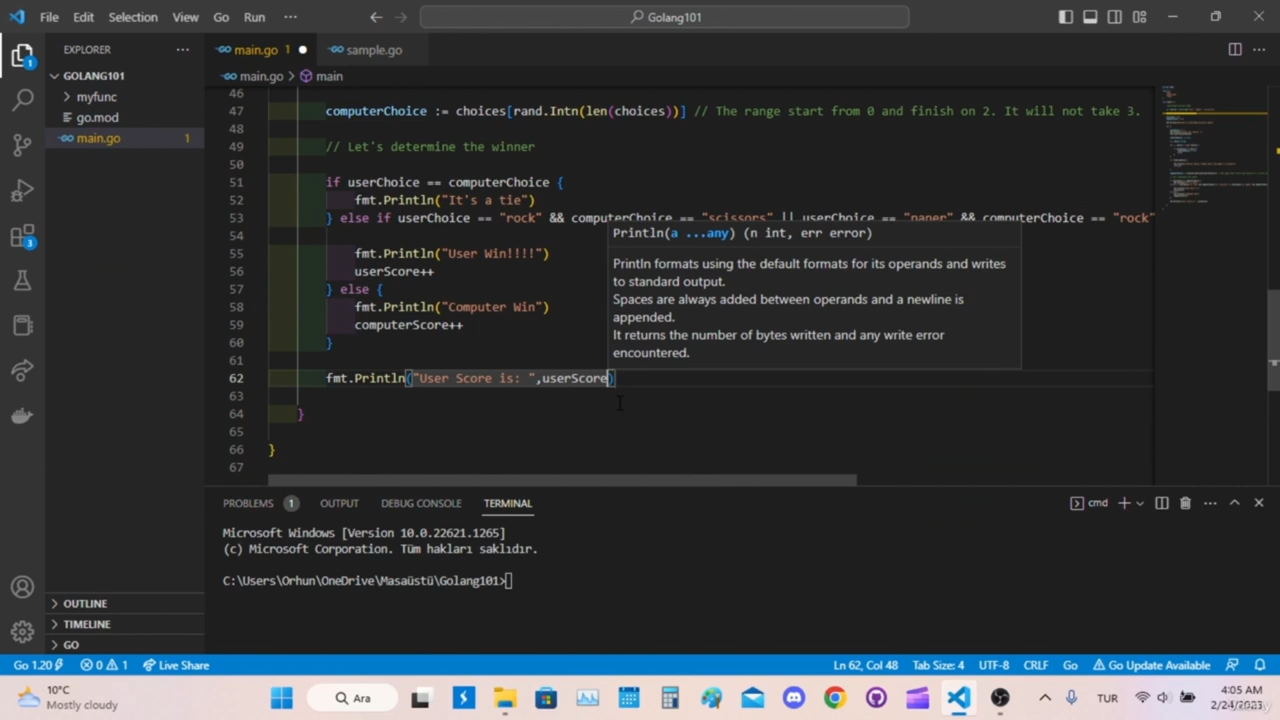 File Edit Selection View Go Run ··· Golang101
EXPLORER ···
main.go 1 ● sample.go
GOLANG101
myfunc
go.mod
main.go 1
main.go > main
46
47 computerChoice := choices[rand.Intn(len(choices))] // The range start from 0 and finish on 2. It will not take 3.
48
49 // Let's determine the winner
50
51 if userChoice == computerChoice {
52 fmt.Println("It's a tie")
53 } else if userChoice == "rock" && computerChoice == "scissors" || userChoice == "paper" && computerChoice == "rock"
54
55 fmt.Println("User Win!!!!")
56 userScore++
57 } else {
58 fmt.Println("Computer Win")
59 computerScore++
60 }
61
62 fmt.Println("User Score is: ",userScore)
63
64 }
65
66 }
67
Println(a ...any) (n int, err error)
Println formats using the default formats for its operands and writes
to standard output.
Spaces are always added between operands and a newline is
appended.
It returns the number of bytes written and any write error
encountered.
1
3
PROBLEMS 1 OUTPUT DEBUG CONSOLE TERMINAL cmd
Microsoft Windows [Version 10.0.22621.1265]
(c) Microsoft Corporation. Tüm hakları saklıdır.
C:\Users\Orhun\OneDrive\Masaüstü\Golang101>
OUTLINE
TIMELINE
GO
Go 1.20 0 1 Live Share Ln 62, Col 48 Tab Size: 4 UTF-8 CRLF Go Go Update Available
10°C
Mostly cloudy
Ara
TUR
4:05 AM
2/24/2023